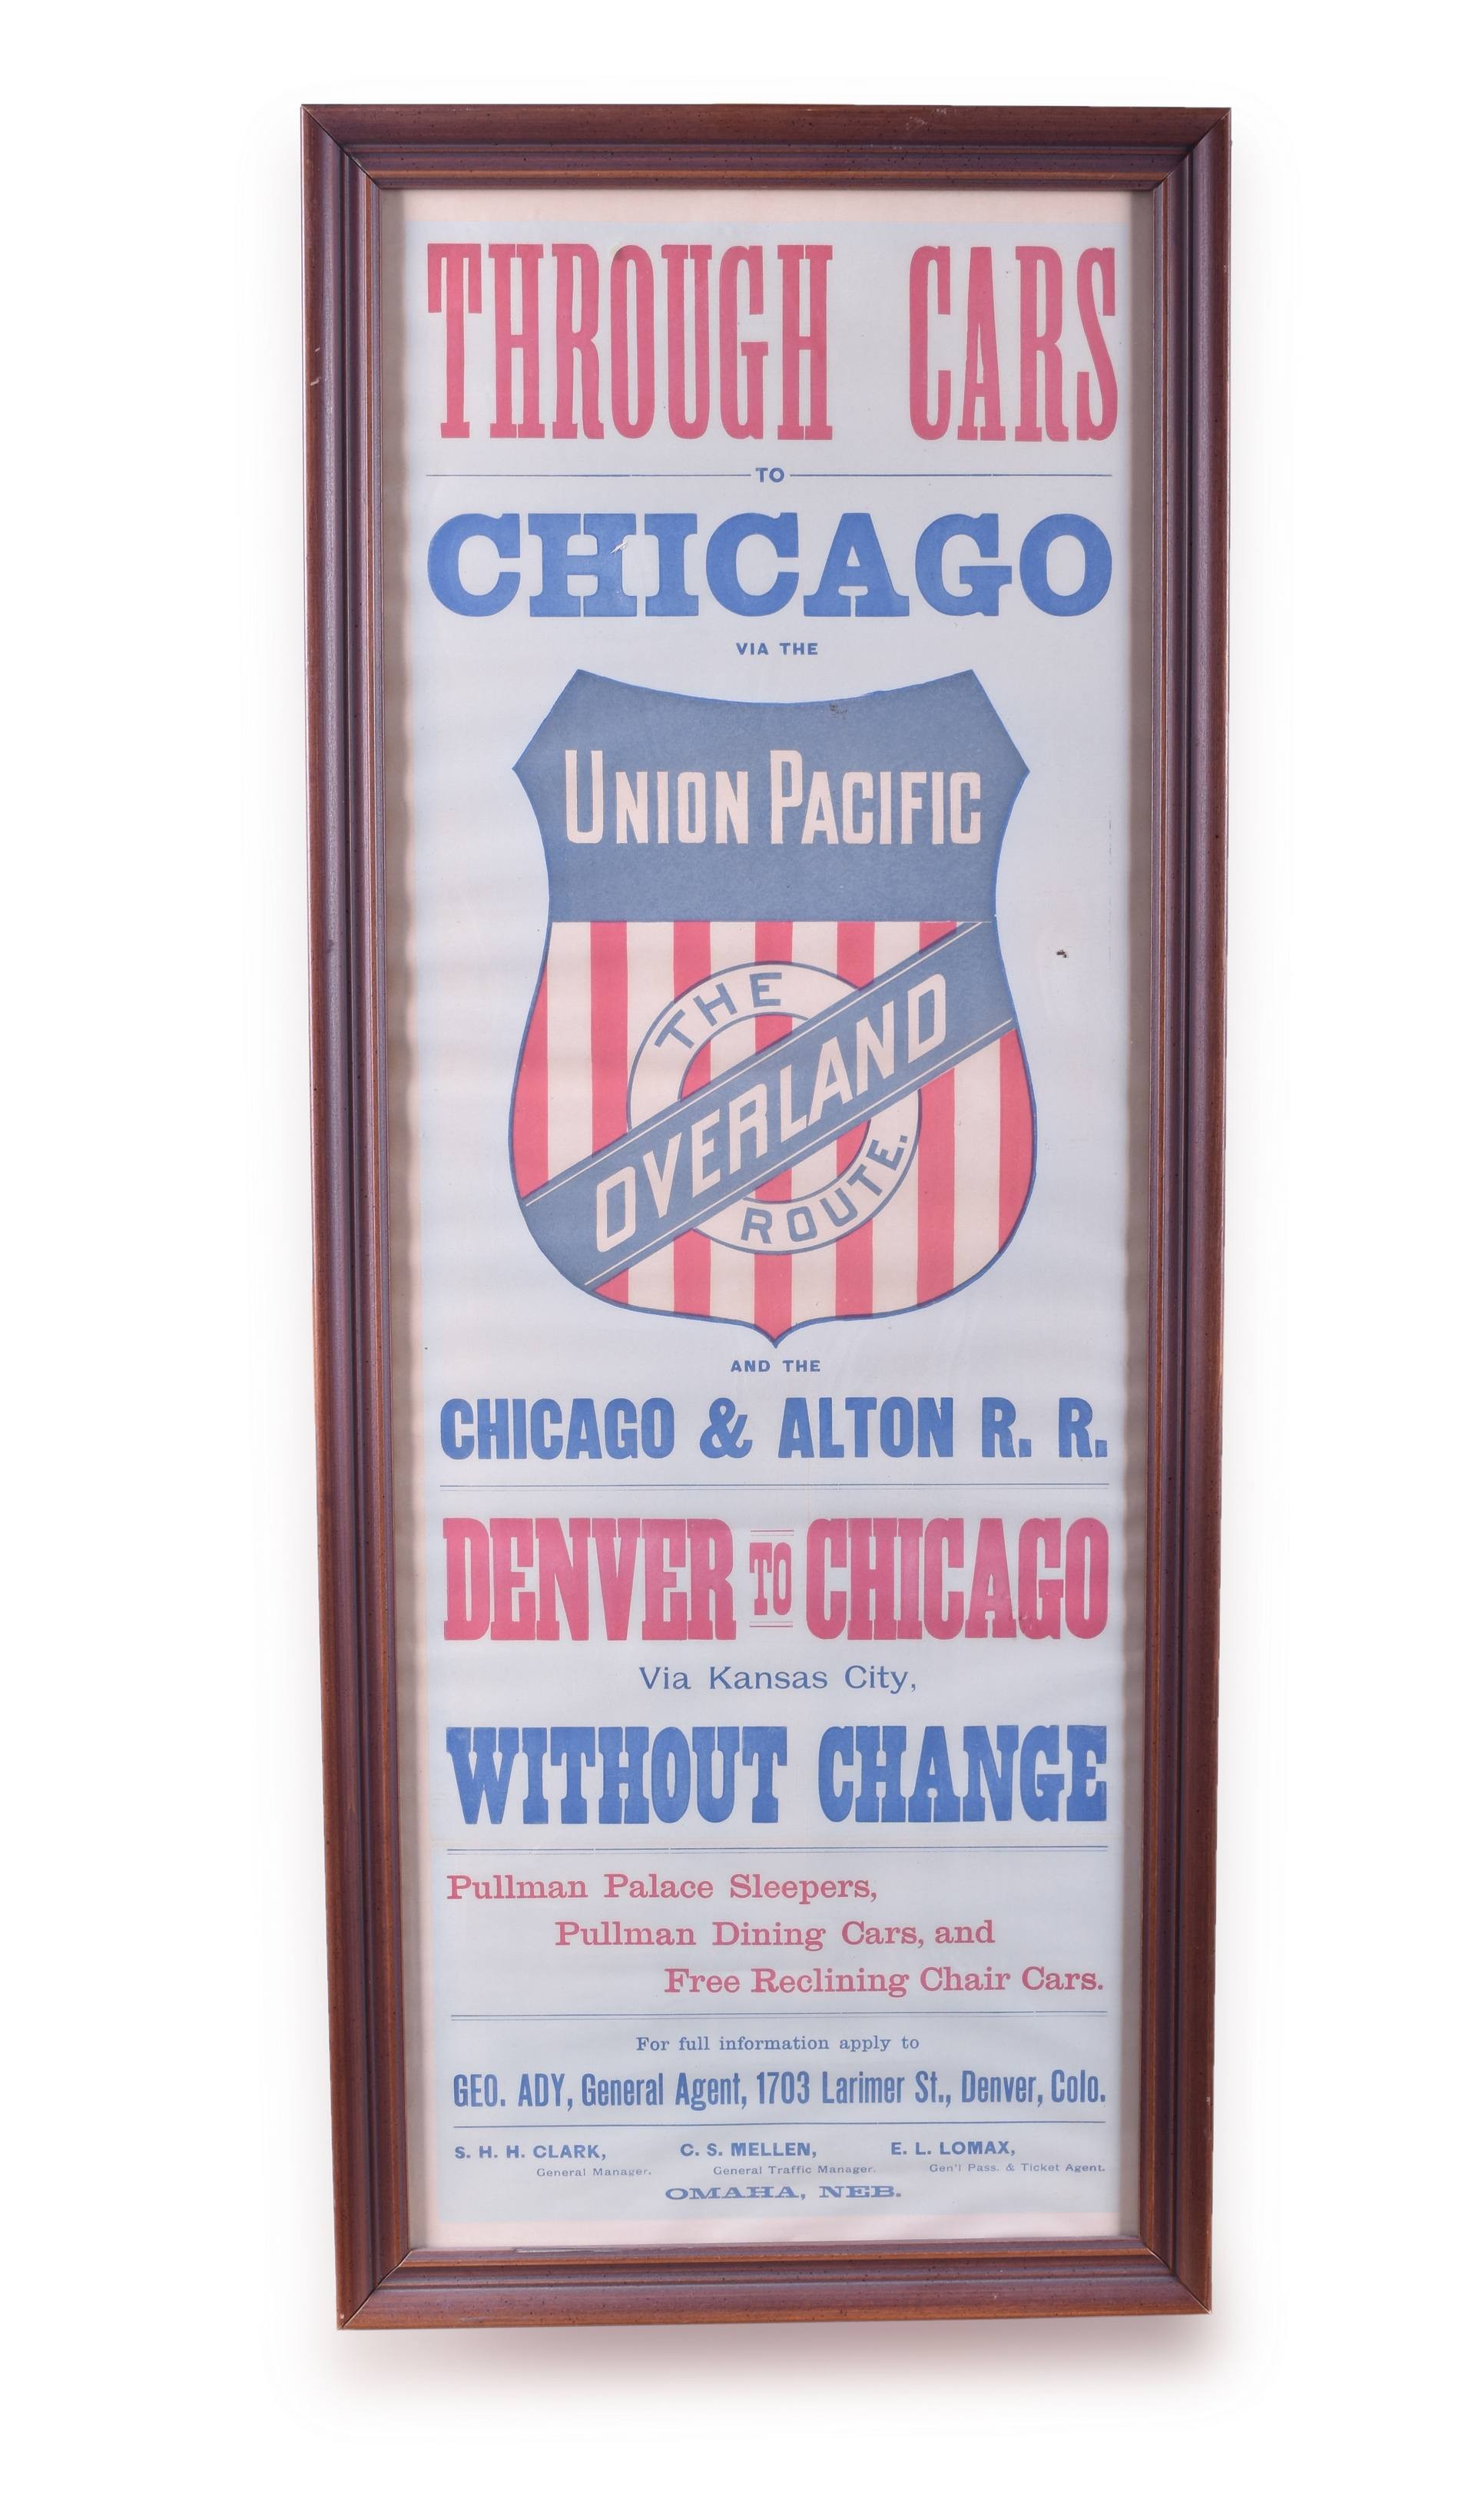 THROUGH CARS
TO
CHICAGO
VIA THE
UNION PACIFIC
THE
OVERLAND
ROUTE.
AND THE
CHICAGO & ALTON R. R.
DENVER TO CHICAGO
Via Kansas City,
WITHOUT CHANGE
Pullman Palace Sleepers,
Pullman Dining Cars, and
Free Reclining Chair Cars.
For full information apply to
GEO. ADY, General Agent, 1703 Larimer St., Denver, Colo.
S. H. H. CLARK, C. S. MELLEN, E. L. LOMAX,
General Manager. General Traffic Manager. Gen'l Pass. & Ticket Agent.
OMAHA, NEB.